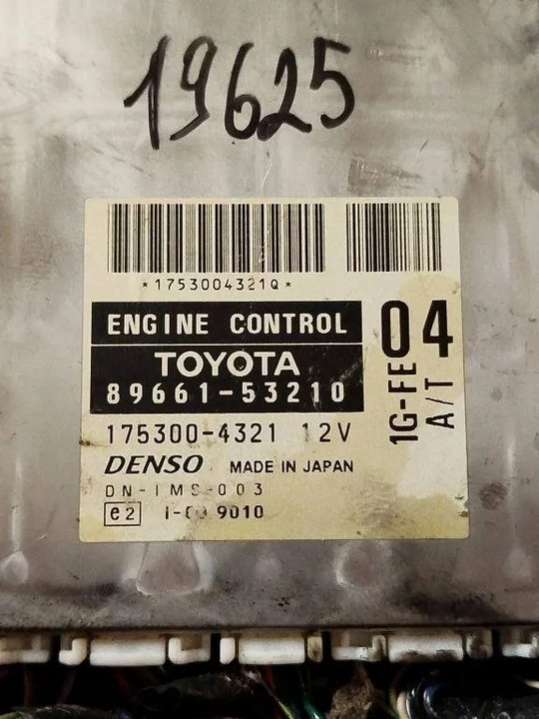 19625
*1753004321Q*
ENGINE CONTROL
TOYOTA
89661-53210
175300-4321 12V
DENSO MADE IN JAPAN
DN-IMS-003
e2
9010
04
1G-FE
A/T